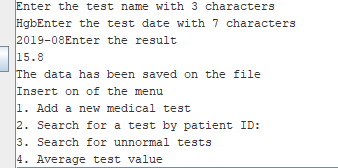 Enter the test name with 3 characters
HgbEnter the test date with 7 characters
2019-08Enter the result
15.8
The data has been saved on the file
Insert on of the menu
1. Add a new medical test
2. Search for a test by patient ID:
3. Search for unnormal tests
4. Average test value